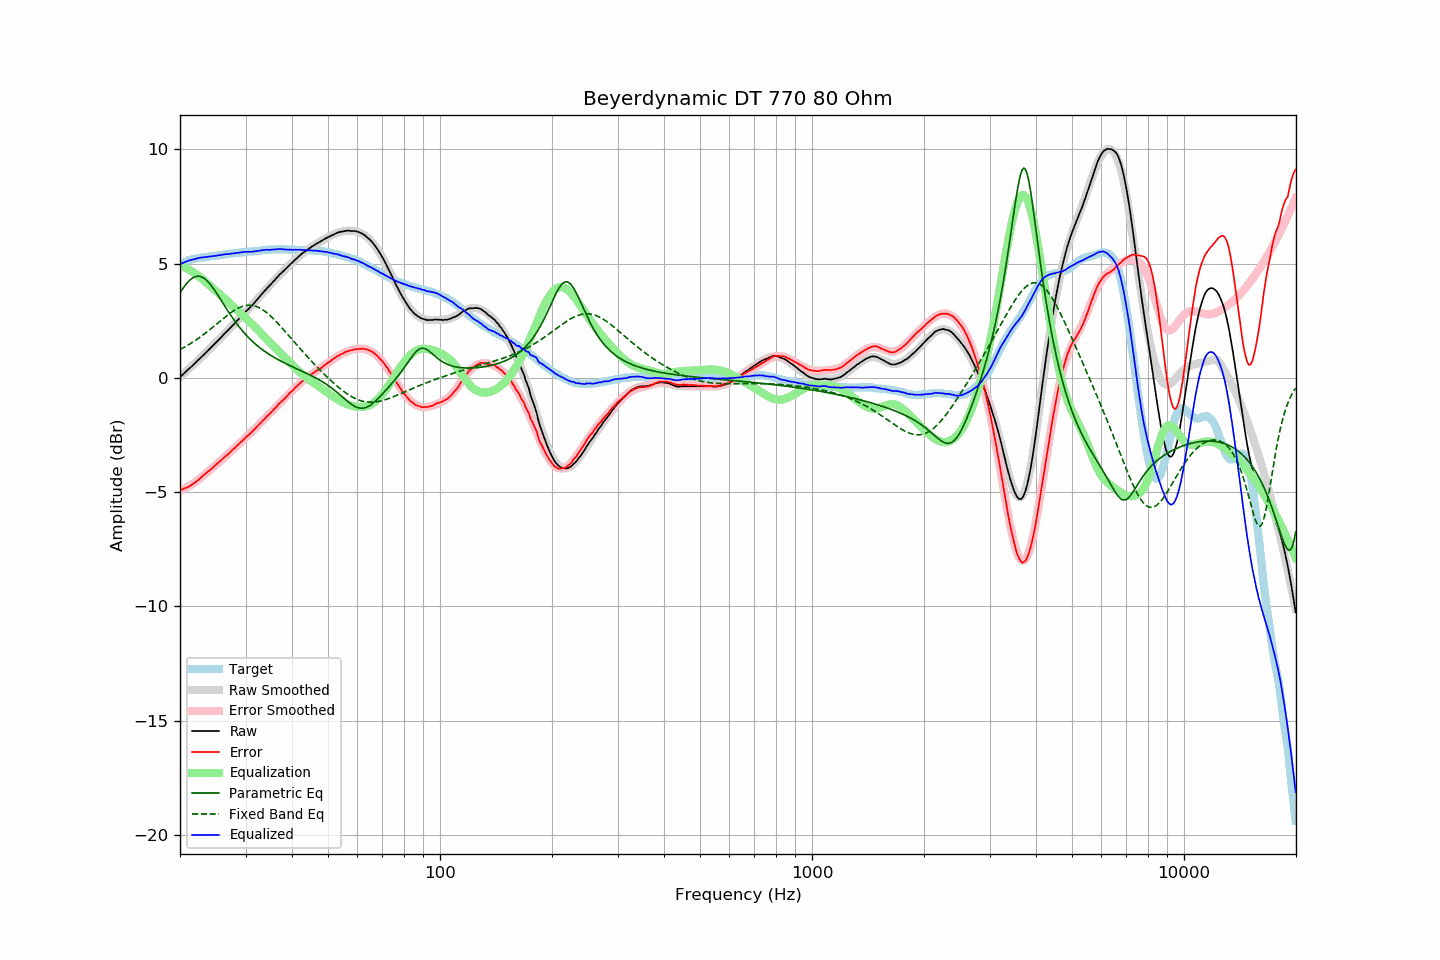 Beyerdynamic DT 770 80 Ohm
10
5
0
−5
−10
−15
−20
Amplitude (dBr)
Target
Raw Smoothed
Error Smoothed
Raw
Error
Equalization
Parametric Eq
Fixed Band Eq
Equalized
100
1000
10000
Frequency (Hz)